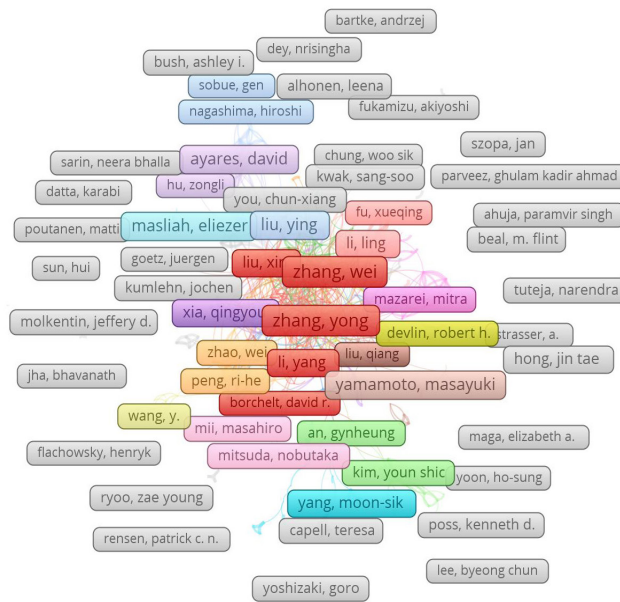 bartke, andrzej
dey, nrisingha
bush, ashley i.
sobue, gen
alhonen, leena
nagashima, hiroshi
fukamizu, akiyoshi
szopa, jan
chung, woo sik
ayares, david
sarin, neera bhalla
kwak, sang-soo
parveez, ghulam kadir ahmad
hu, zongli
datta, karabi
you, chun-xiang
fu, xueqing
ahuja, paramvir singh
masliah, eliezer
liu, ying
poutanen, matti
beal, m. flint
li, ling
goetz, juergen
liu, xin
sun, hui
zhang, wei
kumlehn, jochen
tuteja, narendra
mazarei, mitra
xia, qingyou
molkentin, jeffery d.
zhang, yong
devlin, robert h.
strasser, a.
zhao, wei
liu, qiang
hong, jin tae
li, yang
jha, bhavanath
peng, ri-he
yamamoto, masayuki
borchelt, david r.
wang, y.
mii, masahiro
an, gynheung
maga, elizabeth a.
flachowsky, henryk
mitsuda, nobutaka
kim, youn shic
yoon, ho-sung
ryoo, zae young
yang, moon-sik
poss, kenneth d.
capell, teresa
rensen, patrick c. n.
lee, byeong chun
yoshizaki, goro